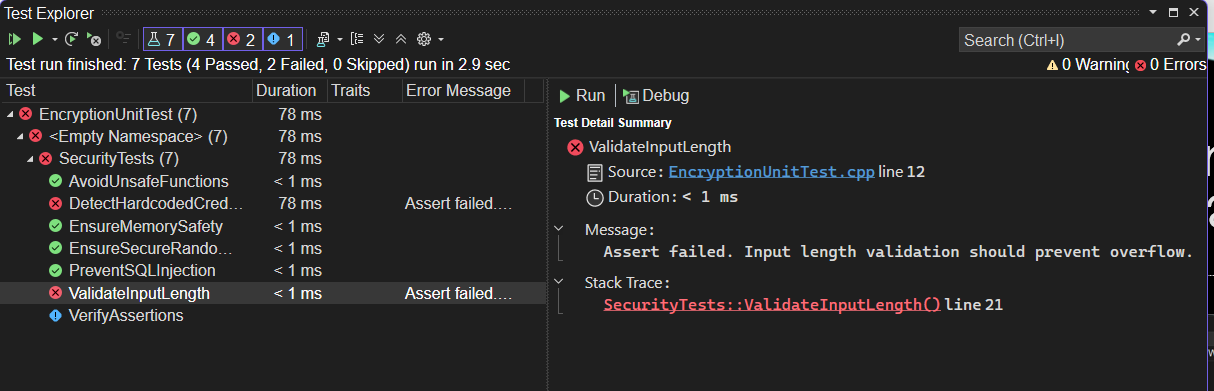 Test Explorer
7 4 2 1
Search (Ctrl+I)
Test run finished: 7 Tests (4 Passed, 2 Failed, 0 Skipped) run in 2.9 sec
0 Warning 0 Errors
Test Duration Traits Error Message
EncryptionUnitTest (7) 78 ms
<Empty Namespace> (7) 78 ms
SecurityTests (7) 78 ms
AvoidUnsafeFunctions < 1 ms
DetectHardcodedCred... 78 ms Assert failed....
EnsureMemorySafety < 1 ms
EnsureSecureRando... < 1 ms
PreventSQLInjection < 1 ms
ValidateInputLength < 1 ms Assert failed....
VerifyAssertions
Run Debug
Test Detail Summary
ValidateInputLength
Source: EncryptionUnitTest.cpp line 12
Duration: < 1 ms
Message:
Assert failed. Input length validation should prevent overflow.
Stack Trace:
SecurityTests::ValidateInputLength() line 21